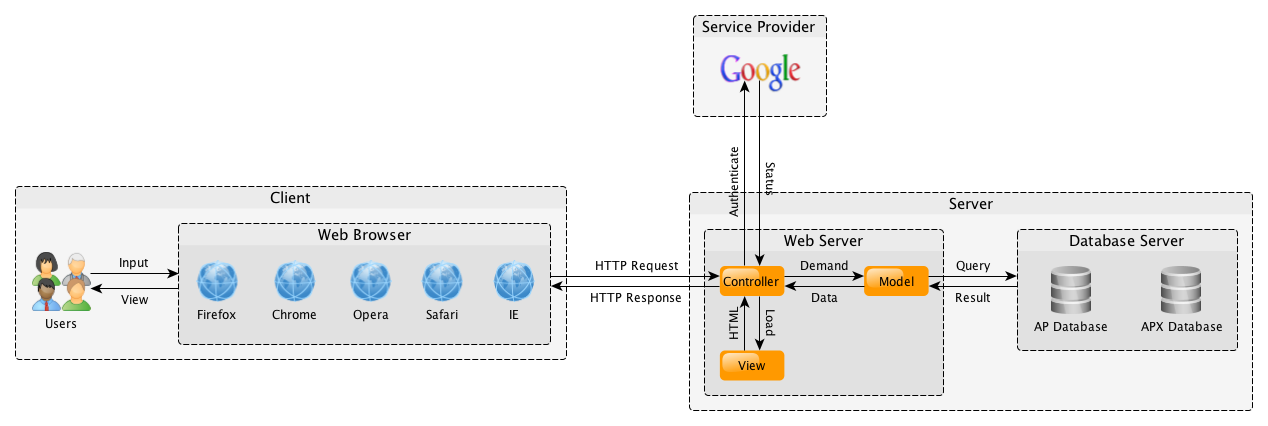 Service Provider
Google
Authenticate
Status
Client
Web Browser
Users
Input
View
Firefox
Chrome
Opera
Safari
IE
HTTP Request
HTTP Response
Server
Web Server
Controller
Demand
Data
Model
HTML
Load
View
Query
Result
Database Server
AP Database
APX Database